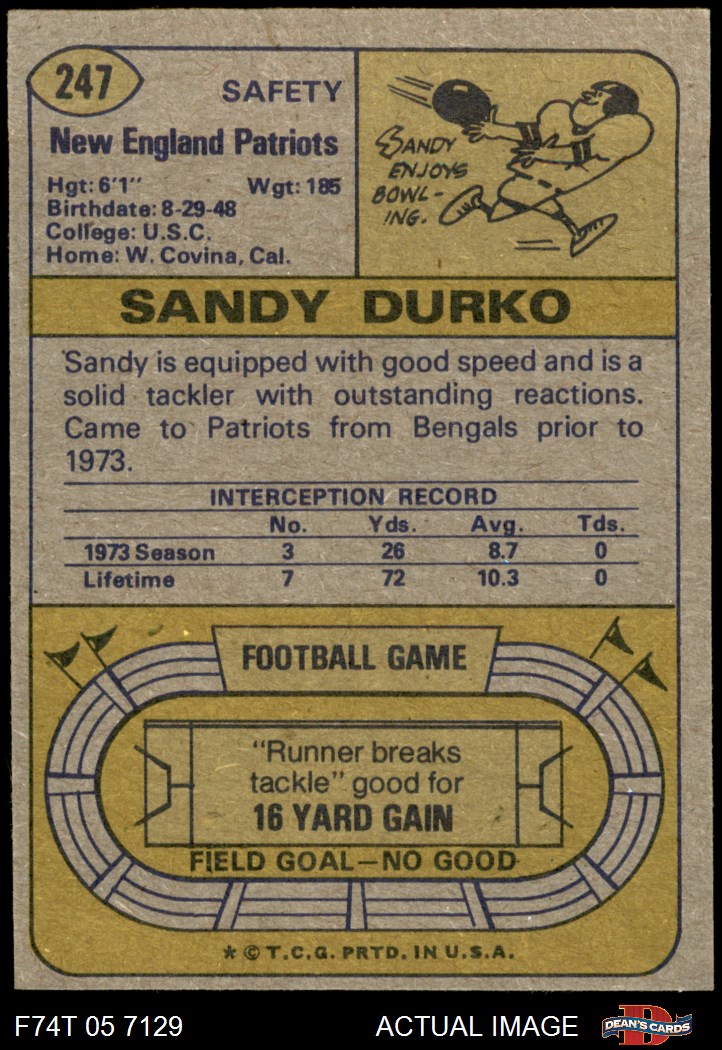 247
SAFETY
New England Patriots
Hgt: 6'1" Wgt: 185
Birthdate: 8-29-48
College: U.S.C.
Home: W. Covina, Cal.
SANDY
ENJOYS
BOWL-
ING.
SANDY DURKO
Sandy is equipped with good speed and is a
solid tackler with outstanding reactions.
Came to Patriots from Bengals prior to
1973.
INTERCEPTION RECORD
No. Yds. Avg. Tds.
1973 Season 3 26 8.7 0
Lifetime 7 72 10.3 0
FOOTBALL GAME
"Runner breaks
tackle" good for
16 YARD GAIN
FIELD GOAL—NO GOOD
* © T.C.G. PRTD. IN U.S.A.
F74T 05 7129 ACTUAL IMAGE
D
DEAN'S CARDS